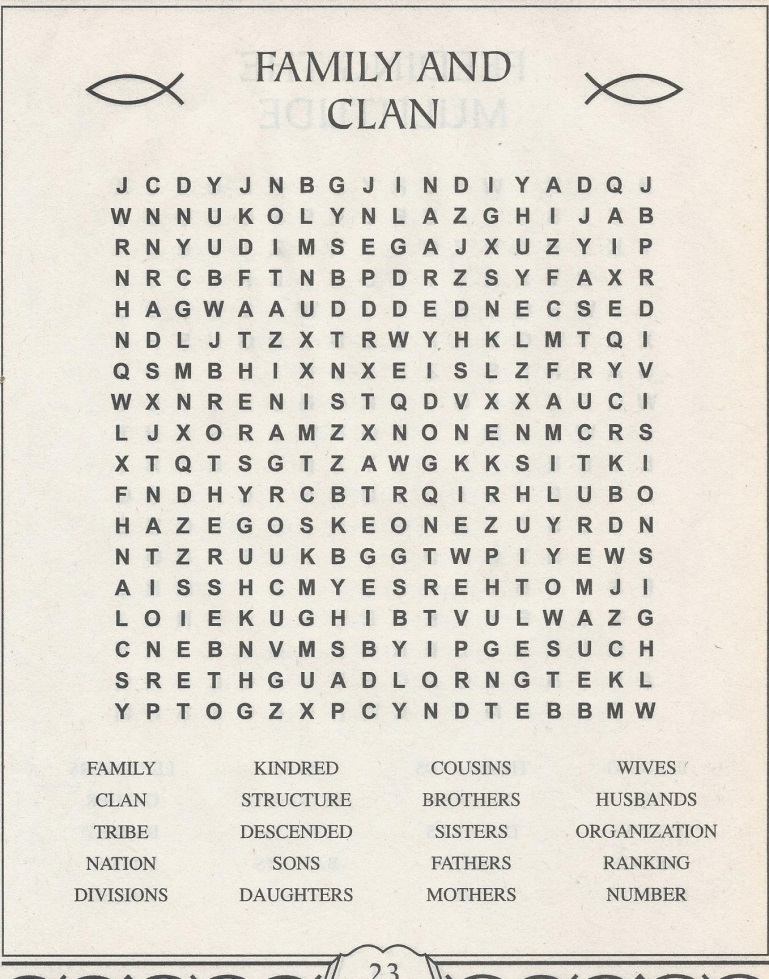 FAMILY AND
CLAN
J C D Y J N B G J I N D I Y A D Q J
W N N U K O L Y N L A Z G H I J A B
R N Y U D I M S E G A J X U Z Y I P
N R C B F T N B P D R Z S Y F A X R
H A G W A A U D D D E D N E C S E D
N D L J T Z X T R W Y H K L M T Q I
Q S M B H I X N X E I S L Z F R Y V
W X N R E N I S T Q D V X X A U C I
L J X O R A M Z X N O N E N M C R S
X T Q T S G T Z A W G K K S I T K I
F N D H Y R C B T R Q I R H L U B O
H A Z E G O S K E O N E Z U Y R D N
N T Z R U U K B G G T W P I Y E W S
A I S S H C M Y E S R E H T O M J I
L O I E K U G H I B T V U L W A Z G
C N E B N V M S B Y I P G E S U C H
S R E T H G U A D L O R N G T E K L
Y P T O G Z X P C Y N D T E B B M W
FAMILY KINDRED COUSINS WIVES
CLAN STRUCTURE BROTHERS HUSBANDS
TRIBE DESCENDED SISTERS ORGANIZATION
NATION SONS FATHERS RANKING
DIVISIONS DAUGHTERS MOTHERS NUMBER
23